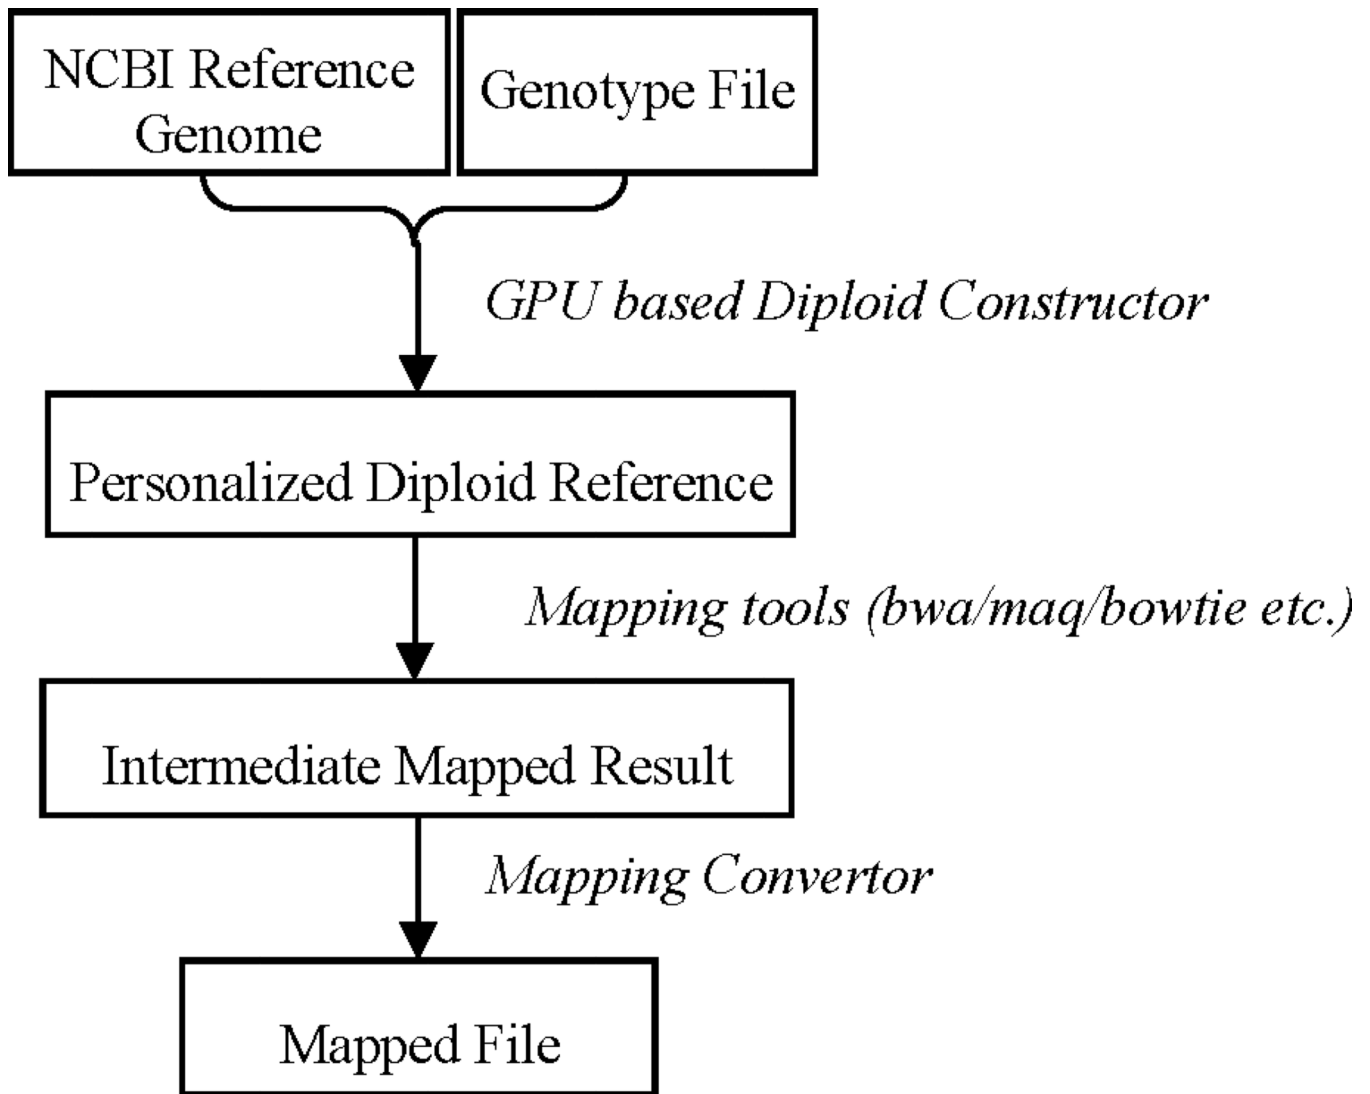 NCBI Reference
Genome
Genotype File
GPU based Diploid Constructor
Personalized Diploid Reference
Mapping tools (bwa/maq/bowtie etc.)
Intermediate Mapped Result
Mapping Convertor
Mapped File